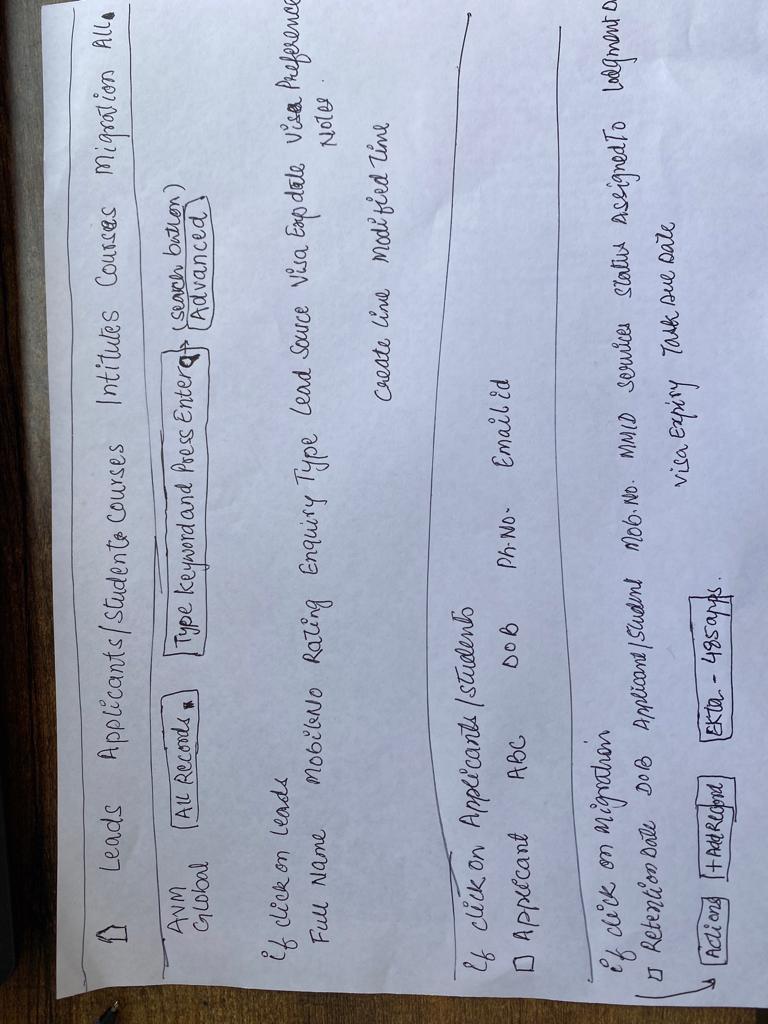 Leads Applicants/Students Courses Intitutes Courses Migration All
AVM Global All Records Type keyword and Press Enter → (search button)
Advanced
if click on leads
Full Name Mobile No Rating Enquiry Type Lead Source Visa Exp date Visa Preference
Notes.
Create time Modified Time
if click on Applicants/students
Applicant ABC DOB Ph.No. Email id
if click on Migration
Retention Date DOB Applicant/Student Mob.No. MMID Services Status Assigned To Lodgment D
Visa Expiry Task Due Date
Actions + Add Record Ekta - 485 apps.